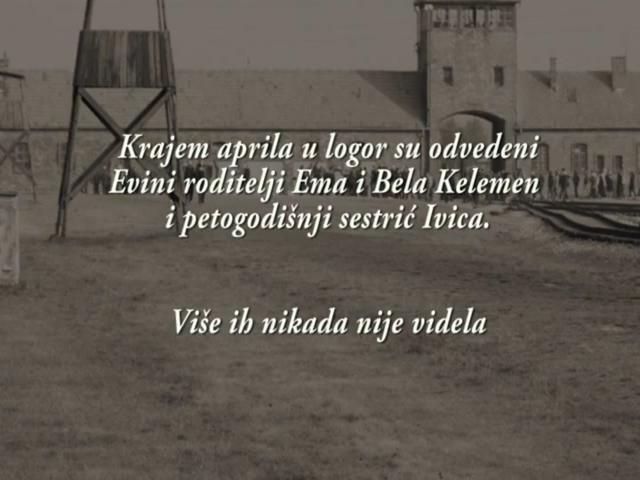 Krajem aprila u logor su odvedeni
Evini roditelji Ema i Bela Kelemen
i petogodišnji sestrić Ivica.
Više ih nikada nije videla